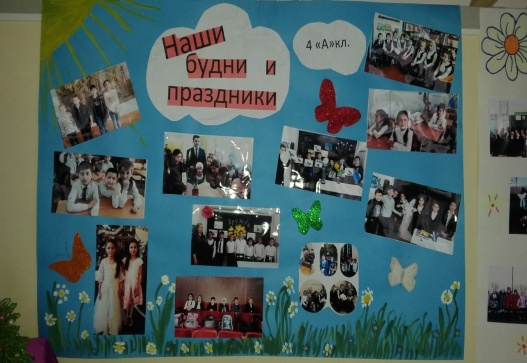 Наши
будни и
праздники
4 «А»кл.